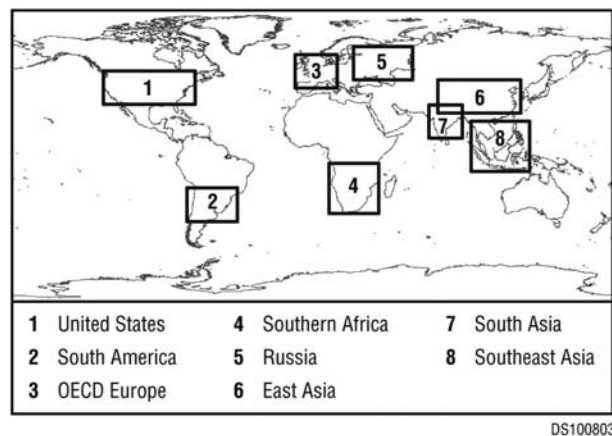 1
2
3
4
5
6
7
8
1 United States 4 Southern Africa 7 South Asia
2 South America 5 Russia 8 Southeast Asia
3 OECD Europe 6 East Asia
DS100803